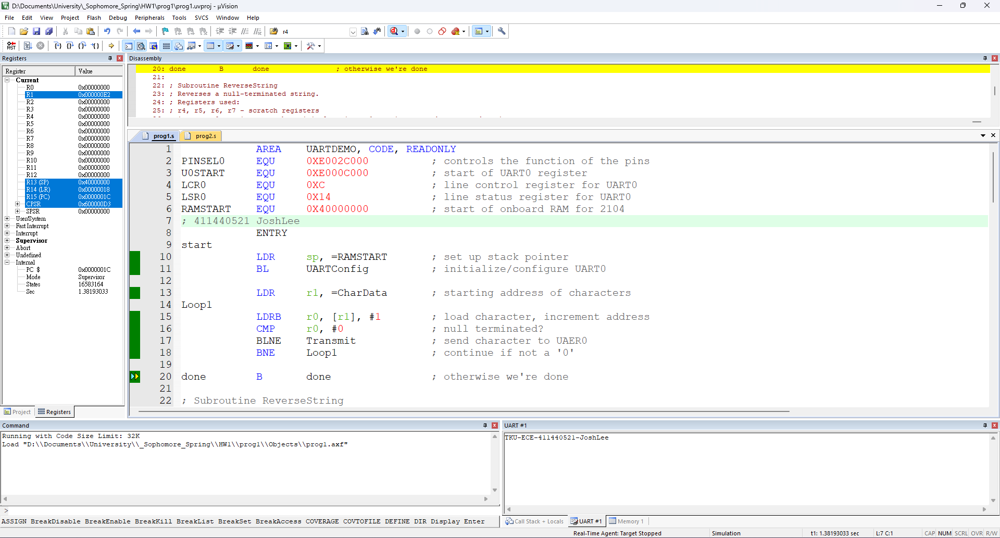 D:\Documents\University\_Sophomore_Spring\HW1\prog1\prog1.uvproj - µVision
File Edit View Project Flash Debug Peripherals Tools SVCS Window Help
r4
RST
Registers
Register Value
Current
R0 0x00000000
R1 0x000000E2
R2 0x00000000
R3 0x00000000
R4 0x00000000
R5 0x00000000
R6 0x00000000
R7 0x00000000
R8 0x00000000
R9 0x00000000
R10 0x00000000
R11 0x00000000
R12 0x00000000
R13 (SP) 0x40000000
R14 (LR) 0x00000018
R15 (PC) 0x0000001C
CPSR 0x600000D3
SPSR 0x00000000
User/System
Fast Interrupt
Interrupt
Supervisor
Abort
Undefined
Internal
PC $ 0x0000001C
Mode Supervisor
States 16583164
Sec 1.38193033
Project Registers
Disassembly
20: done B done ; otherwise we're done
21:
22: ; Subroutine ReverseString
23: ; Reverses a null-terminated string.
24: ; Registers used:
25: ; r4, r5, r6, r7 - scratch registers
prog1.s prog2.s
1 AREA UARTDEMO, CODE, READONLY
2 PINSEL0 EQU 0XE002C000 ; controls the function of the pins
3 U0START EQU 0XE000C000 ; start of UART0 register
4 LCR0 EQU 0XC ; line control register for UART0
5 LSR0 EQU 0X14 ; line status register for UART0
6 RAMSTART EQU 0X40000000 ; start of onboard RAM for 2104
7 ; 411440521 JoshLee
8 ENTRY
9 start
10 LDR sp, =RAMSTART ; set up stack pointer
11 BL UARTConfig ; initialize/configure UART0
12
13 LDR r1, =CharData ; starting address of characters
14 Loop1
15 LDRB r0, [r1], #1 ; load character, increment address
16 CMP r0, #0 ; null terminated?
17 BLNE Transmit ; send character to UAER0
18 BNE Loop1 ; continue if not a '0'
19
20 done B done ; otherwise we're done
21
22 ; Subroutine ReverseString
Command
Running with Code Size Limit: 32K
Load "D:\\Documents\\University\\_Sophomore_Spring\\HW1\\prog1\\Objects\\prog1.axf"
>
ASSIGN BreakDisable BreakEnable BreakKill BreakList BreakSet BreakAccess COVERAGE COVTOFILE DEFINE DIR Display Enter
UART #1
TKU-ECE-411440521-JoshLee
Call Stack + Locals UART #1 Memory 1
Real-Time Agent: Target Stopped Simulation t1: 1.38193033 sec L:7 C:1 CAP NUM SCRL OVR R/W